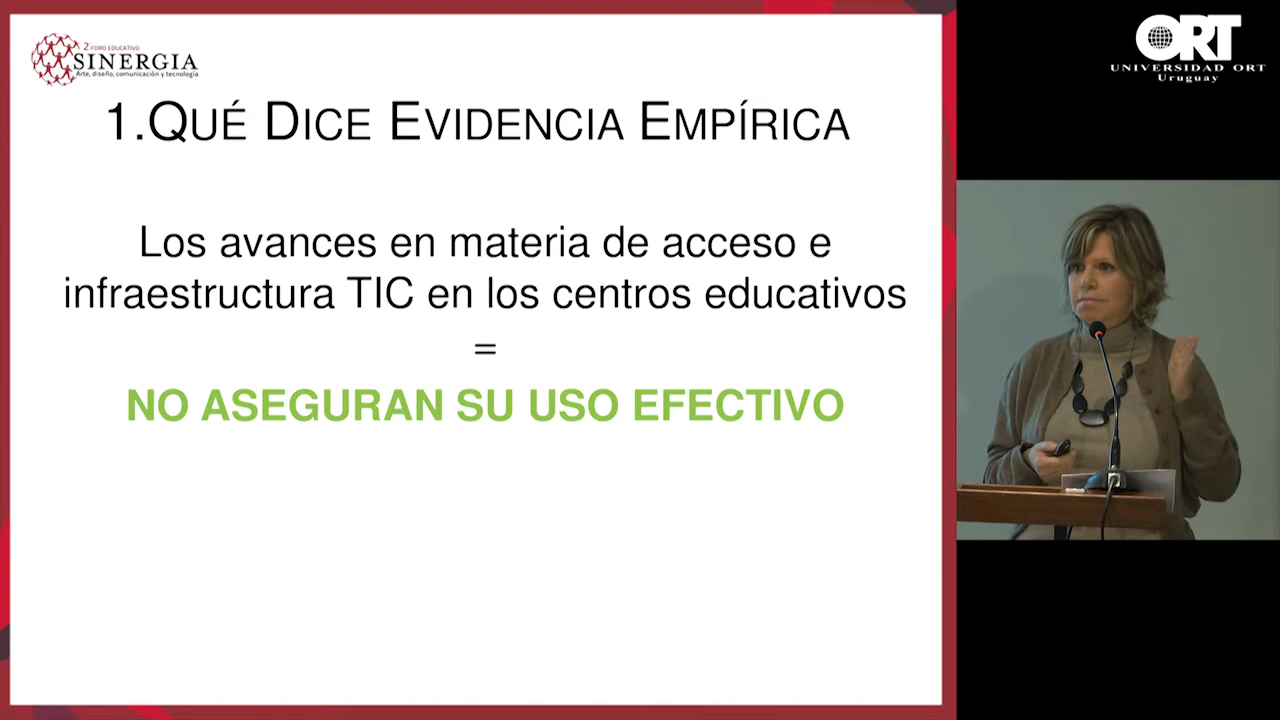 2 FORO EDUCATIVO
SINERGIA
Arte, diseño, comunicación y tecnología
1.QUÉ DICE EVIDENCIA EMPÍRICA
Los avances en materia de acceso e
infraestructura TIC en los centros educativos
=
NO ASEGURAN SU USO EFECTIVO
ORT
UNIVERSIDAD ORT
Uruguay